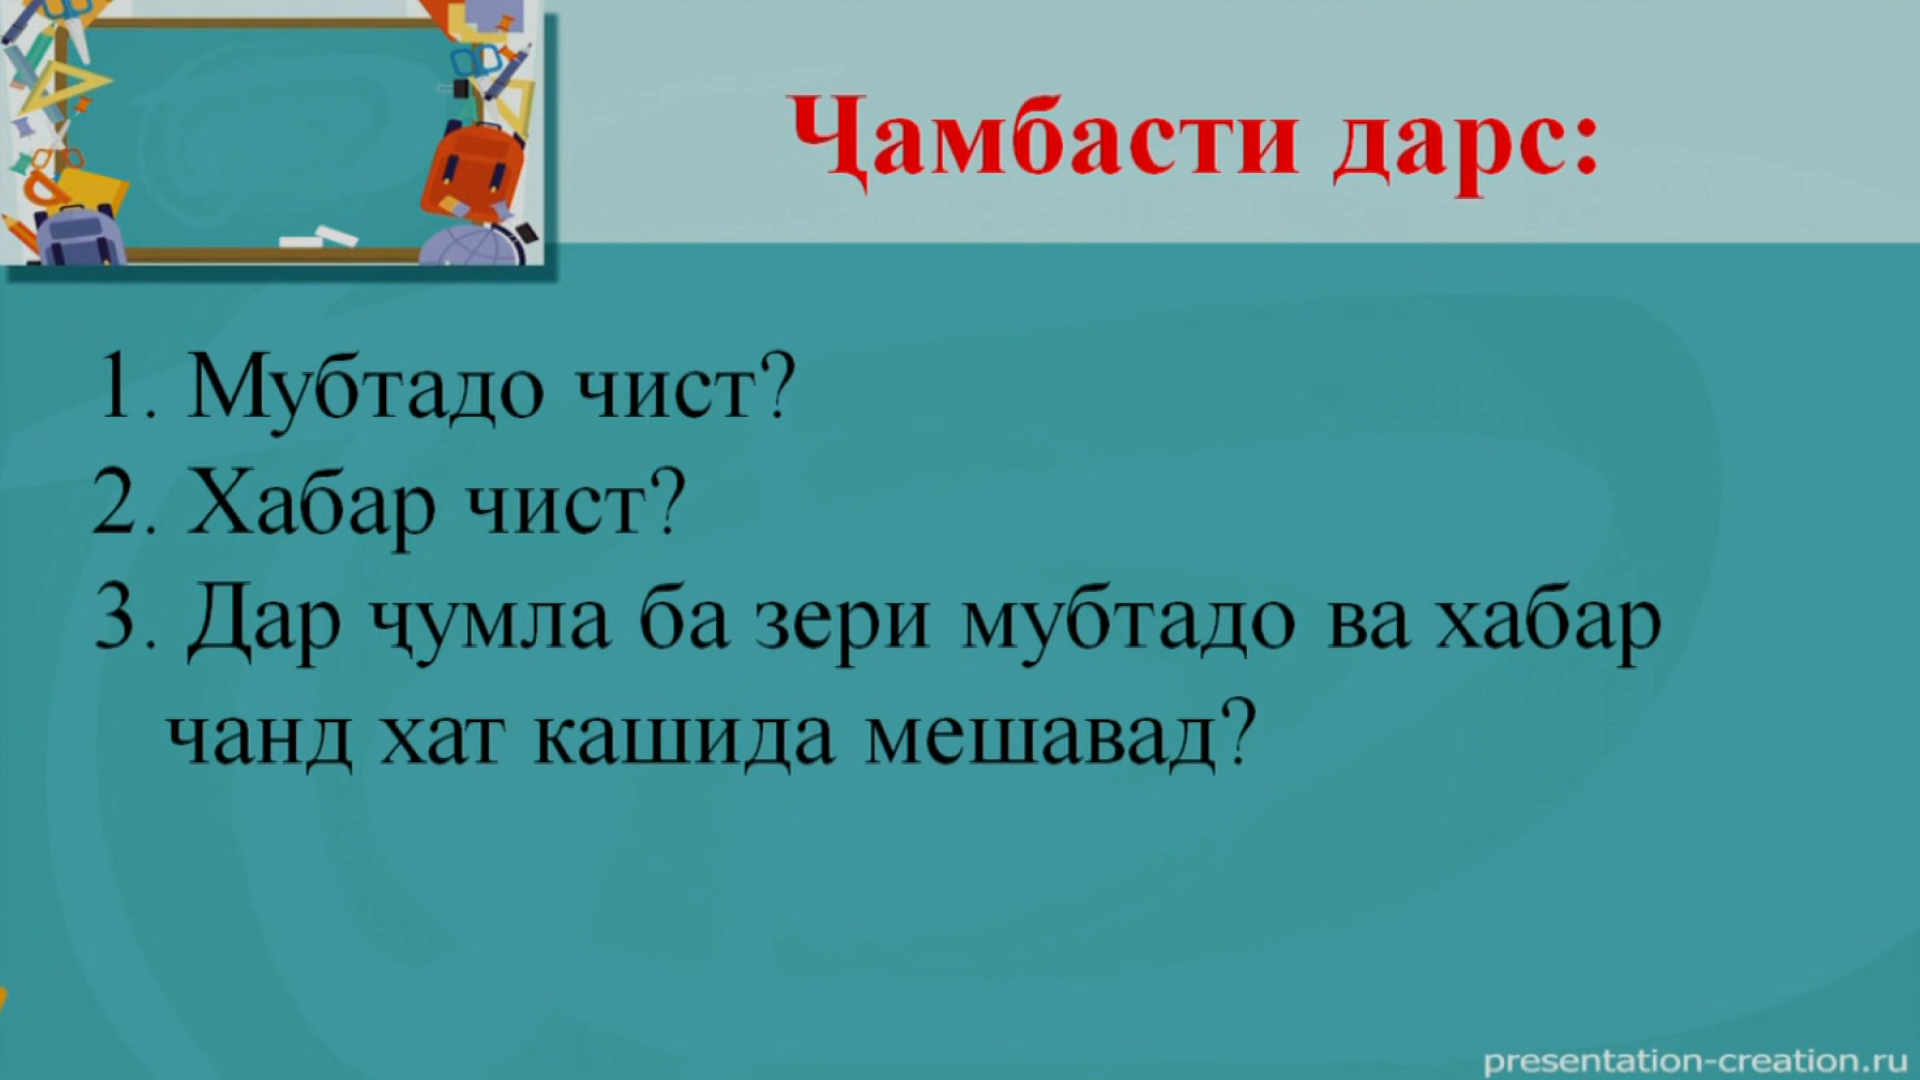 Ҷамбасти дарс:
1. Мубтадо чист?
2. Хабар чист?
3. Дар ҷумла ба зери мубтадо ва хабар
чанд хат кашида мешавад?
presentation-creation.ru